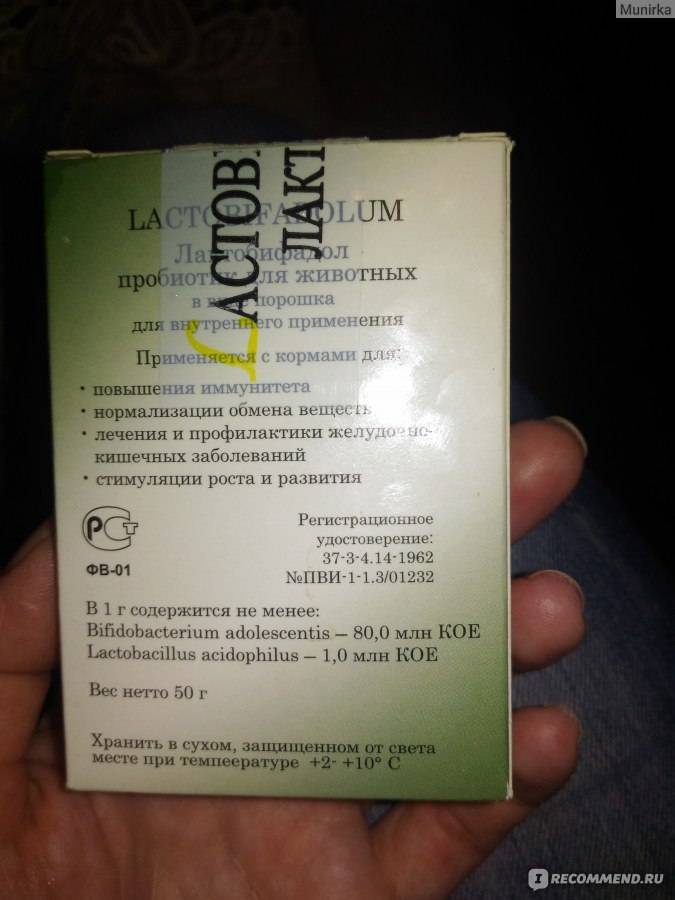 Munirka
LACTOBIFADOLUM
Лактобифадол
пробиотик для животных
в виде порошка
для внутреннего применения
Применяется с кормами для:
• повышения иммунитета
• нормализации обмена веществ
• лечения и профилактики желудочно-
кишечных заболеваний
• стимуляции роста и развития
LАСТОВ
ЛАКТ
РСТ
ФВ-01
Регистрационное
удостоверение:
37-3-4.14-1962
№ПВИ-1-1.3/01232
В 1 г содержится не менее:
Bifidobacterium adolescentis – 80,0 млн КОЕ
Lactobacillus acidophilus – 1,0 млн КОЕ
Вес нетто 50 г
Хранить в сухом, защищенном от света
месте при темпеературе +2- +10° С
IRECOMMEND.RU